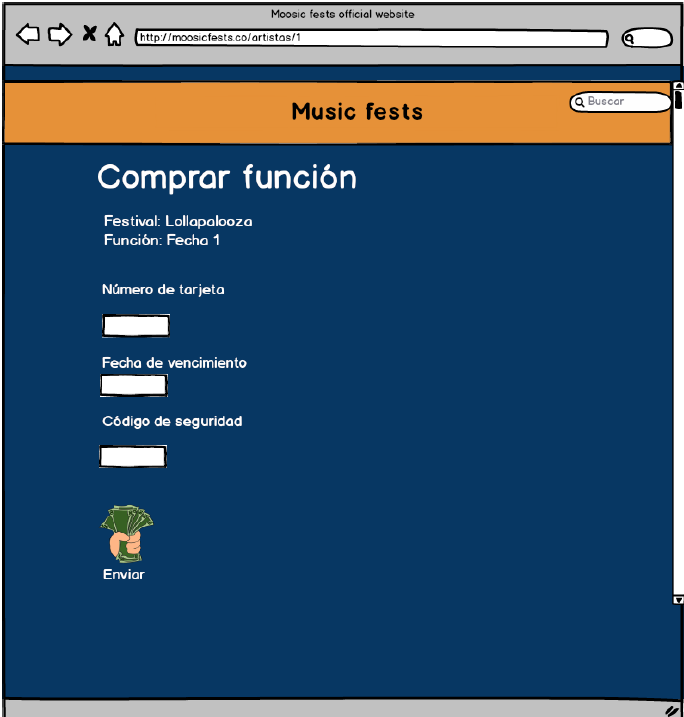 Moosic fests official website
http://moosicfests.co/artistas/1
Music fests
Buscar
Comprar función
Festival: Lollapalooza
Función: Fecha 1
Número de tarjeta
Fecha de vencimiento
Código de seguridad
Enviar